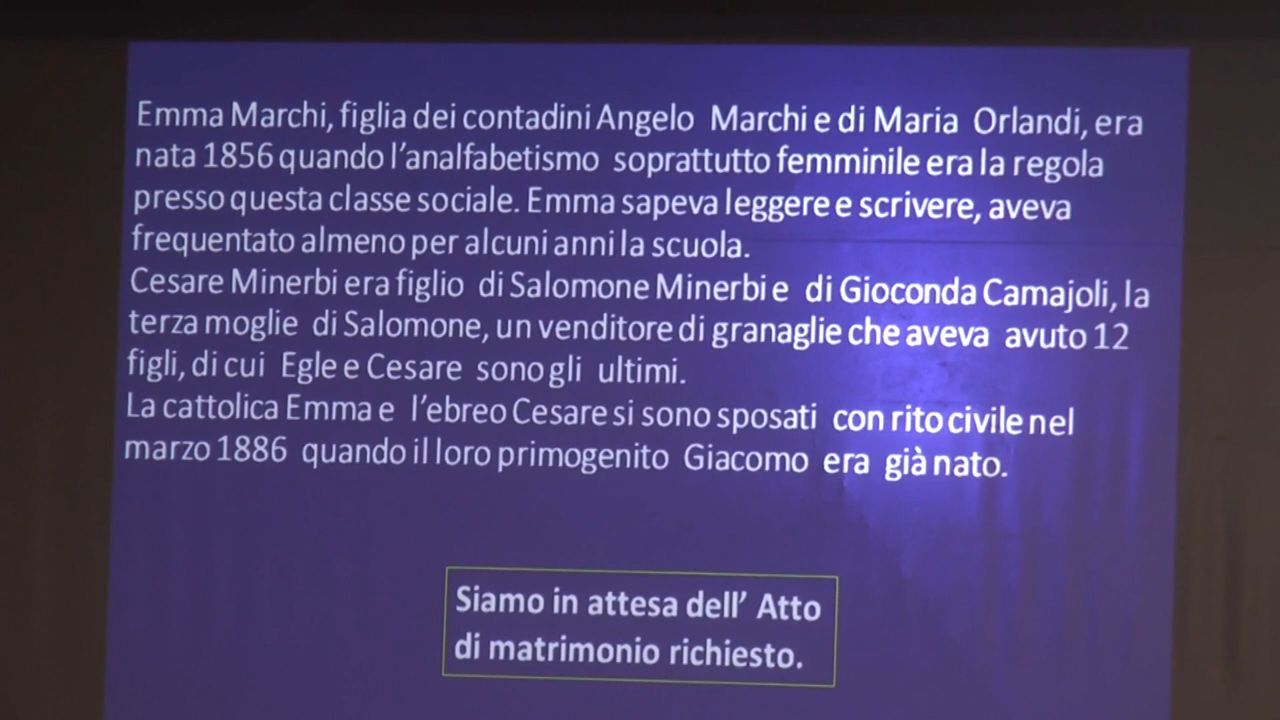 Emma Marchi, figlia dei contadini Angelo Marchi e di Maria Orlandi, era
nata 1856 quando l'analfabetismo soprattutto femminile era la regola
presso questa classe sociale. Emma sapeva leggere e scrivere, aveva
frequentato almeno per alcuni anni la scuola.
Cesare Minerbi era figlio di Salomone Minerbi e di Gioconda Camajoli, la
terza moglie di Salomone, un venditore di granaglie che aveva avuto 12
figli, di cui Egle e Cesare sono gli ultimi.
La cattolica Emma e l'ebreo Cesare si sono sposati con rito civile nel
marzo 1886 quando il loro primogenito Giacomo era già nato.
Siamo in attesa dell' Atto
di matrimonio richiesto.